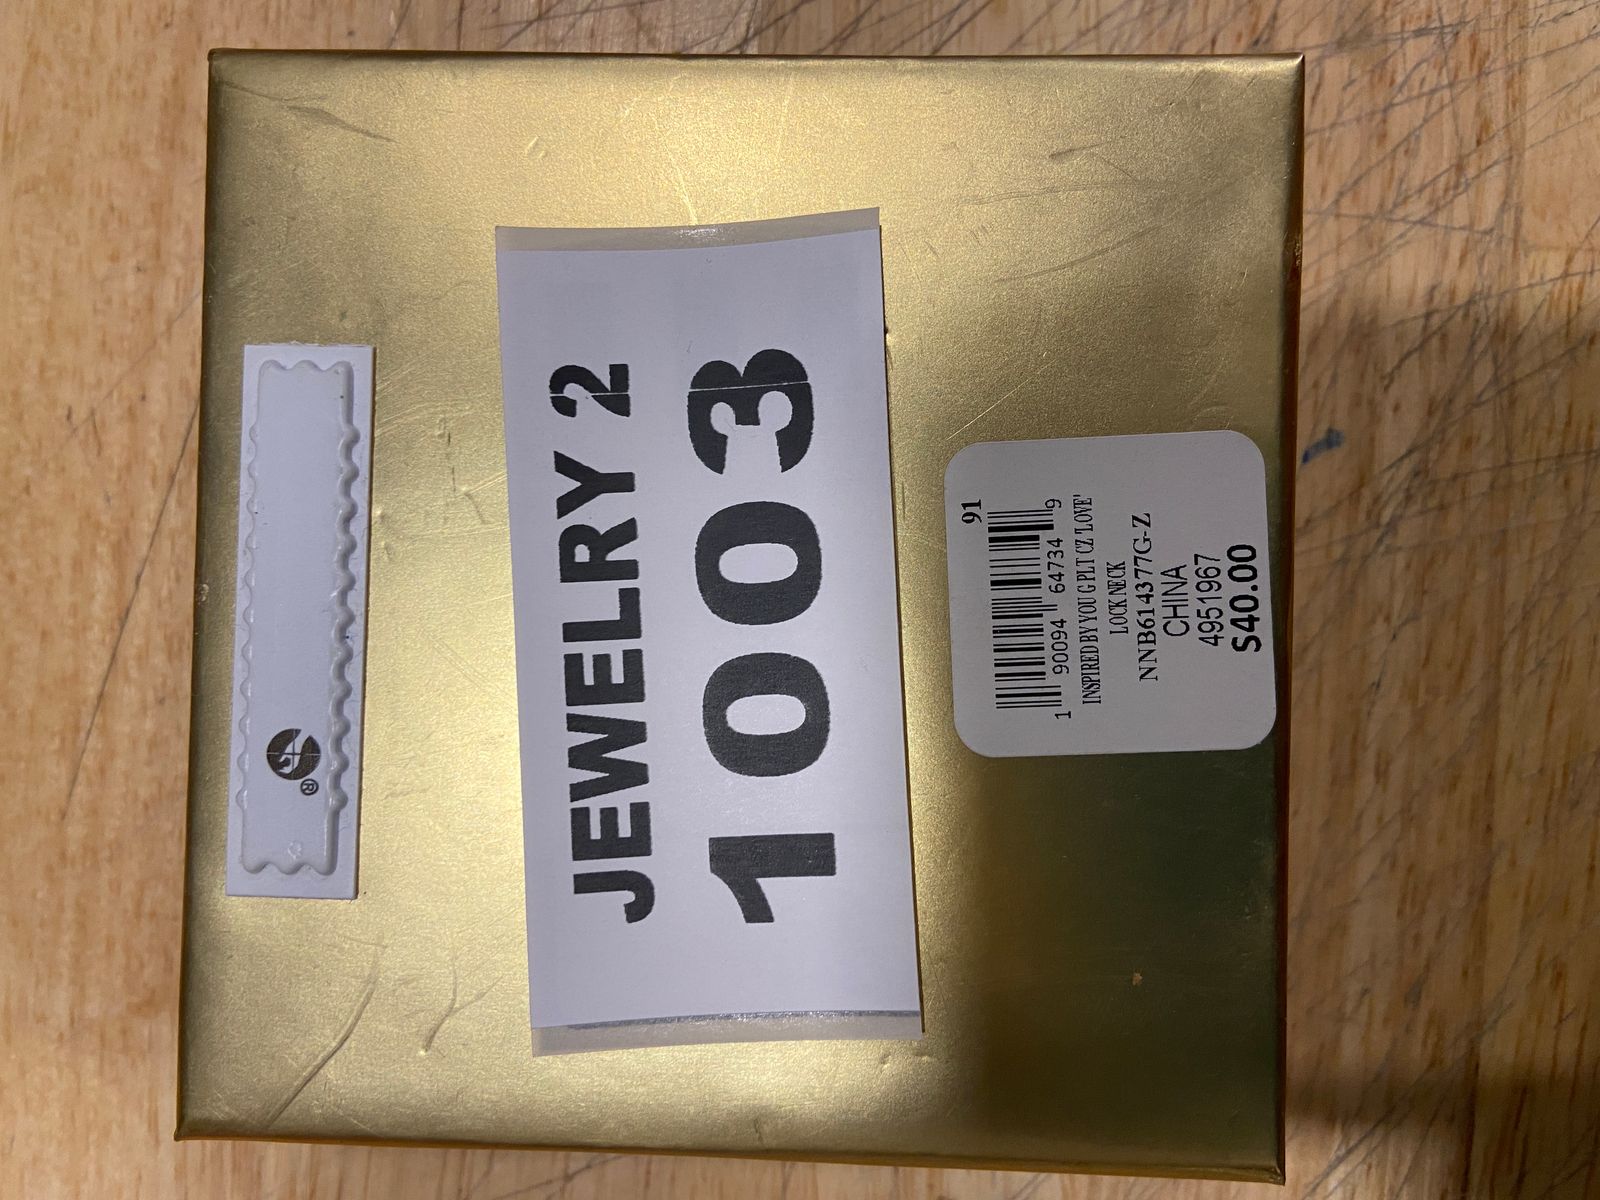 JEWELRY 2
1003
91
1 90094 64734 9
INSPIRED BY YOU G PLT CZ 'LOVE'
LOCK NECK
NNB614377G-Z
CHINA
4951967
$40.00
S
®